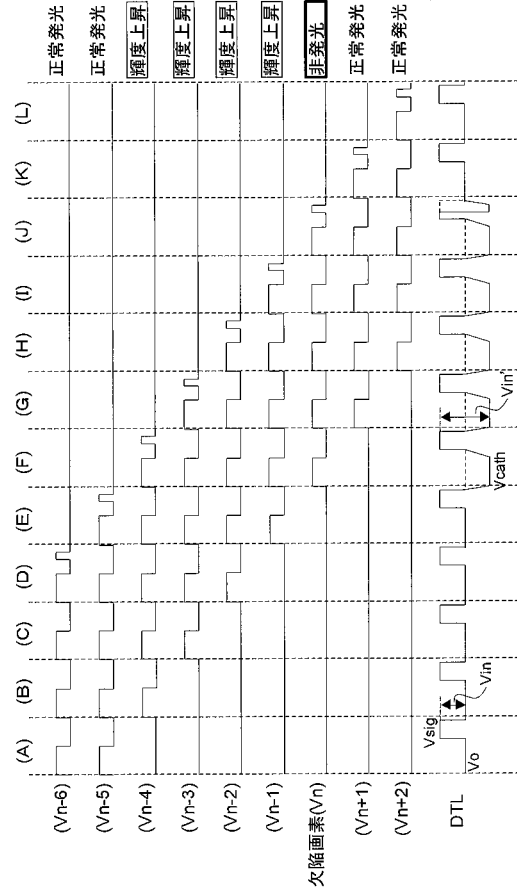 (A) (B) (C) (D) (E) (F) (G) (H) (I) (J) (K) (L)
(Vn-6) 正常発光
(Vn-5) 正常発光
(Vn-4) 輝度上昇
(Vn-3) 輝度上昇
(Vn-2) 輝度上昇
(Vn-1) 輝度上昇
欠陥画素(Vn) 非発光
(Vn+1) 正常発光
(Vn+2) 正常発光
Vsig
DTL
Vo
Vin
Vcath
Vin'